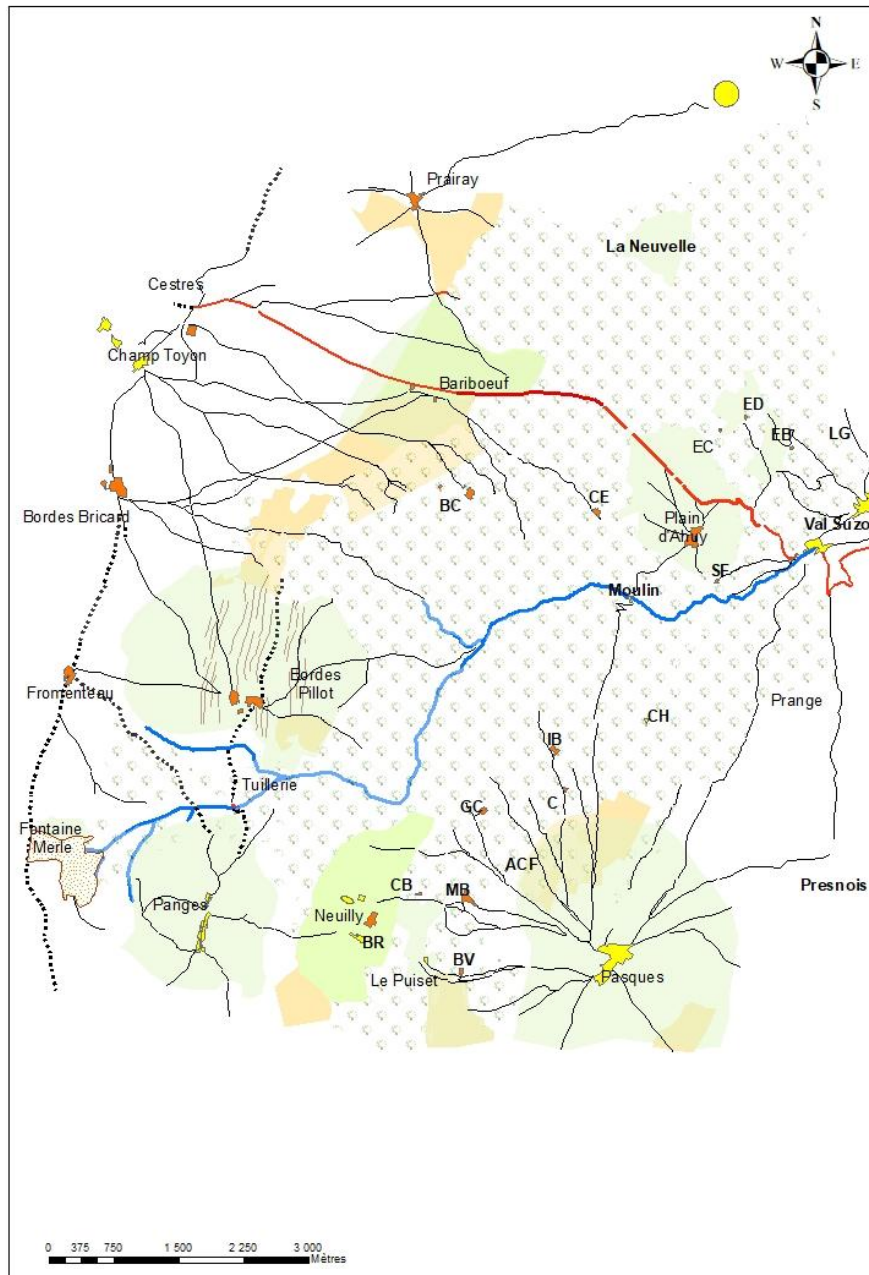 N
W E
S
Prairay
La Neuvelle
Cestres
Champ Toyon
Bariboeuf
ED
EC
EB
LG
BC
CE
Bordes Bricard
Plain
d'Ahuy
Val Suzo
SF
Moulin
Fromenteau
Bordes
Pillot
Prange
CH
IB
Tuillerie
C
GC
Fontaine
Merle
ACF
CB
MB
Presnois
Panges
Neuilly
BR
BV
Le Puiset
Pasques
0 375 750 1 500 2 250 3 000
Mètres